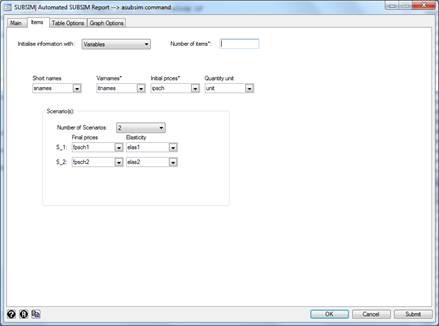 SUBSIM| Automated SUBSIM Report --> asubsim command
Main Items Table Options Graph Options
Initialise information with: Variables Number of items*:
Short names Varnames* Initial prices* Quantity unit
snames itnames ipsch unit
Scenario(s):
Number of Scenarios 2
Final prices Elasticity
S_1: fpsch1 elas1
S_2: fpsch2 elas2
OK Cancel Submit